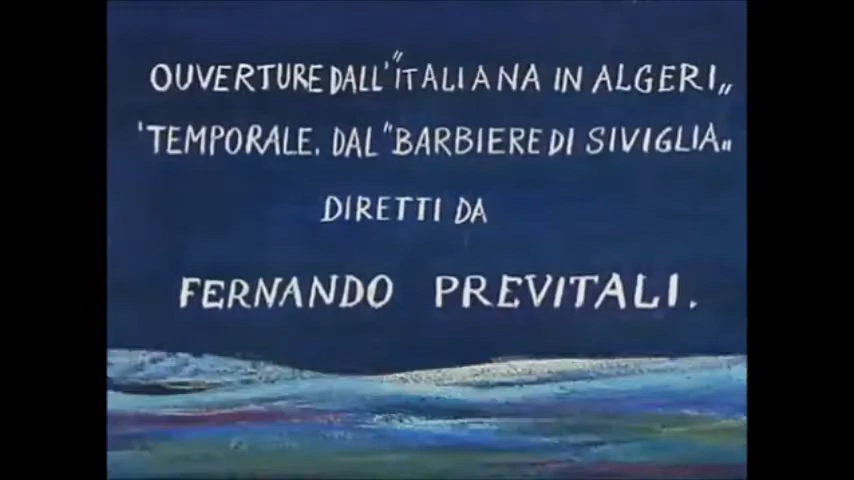 OUVERTURE DALL'"ITALIANA IN ALGERI„
'TEMPORALE. DAL "BARBIERE DI SIVIGLIA„
DIRETTI DA
FERNANDO PREVITALI.